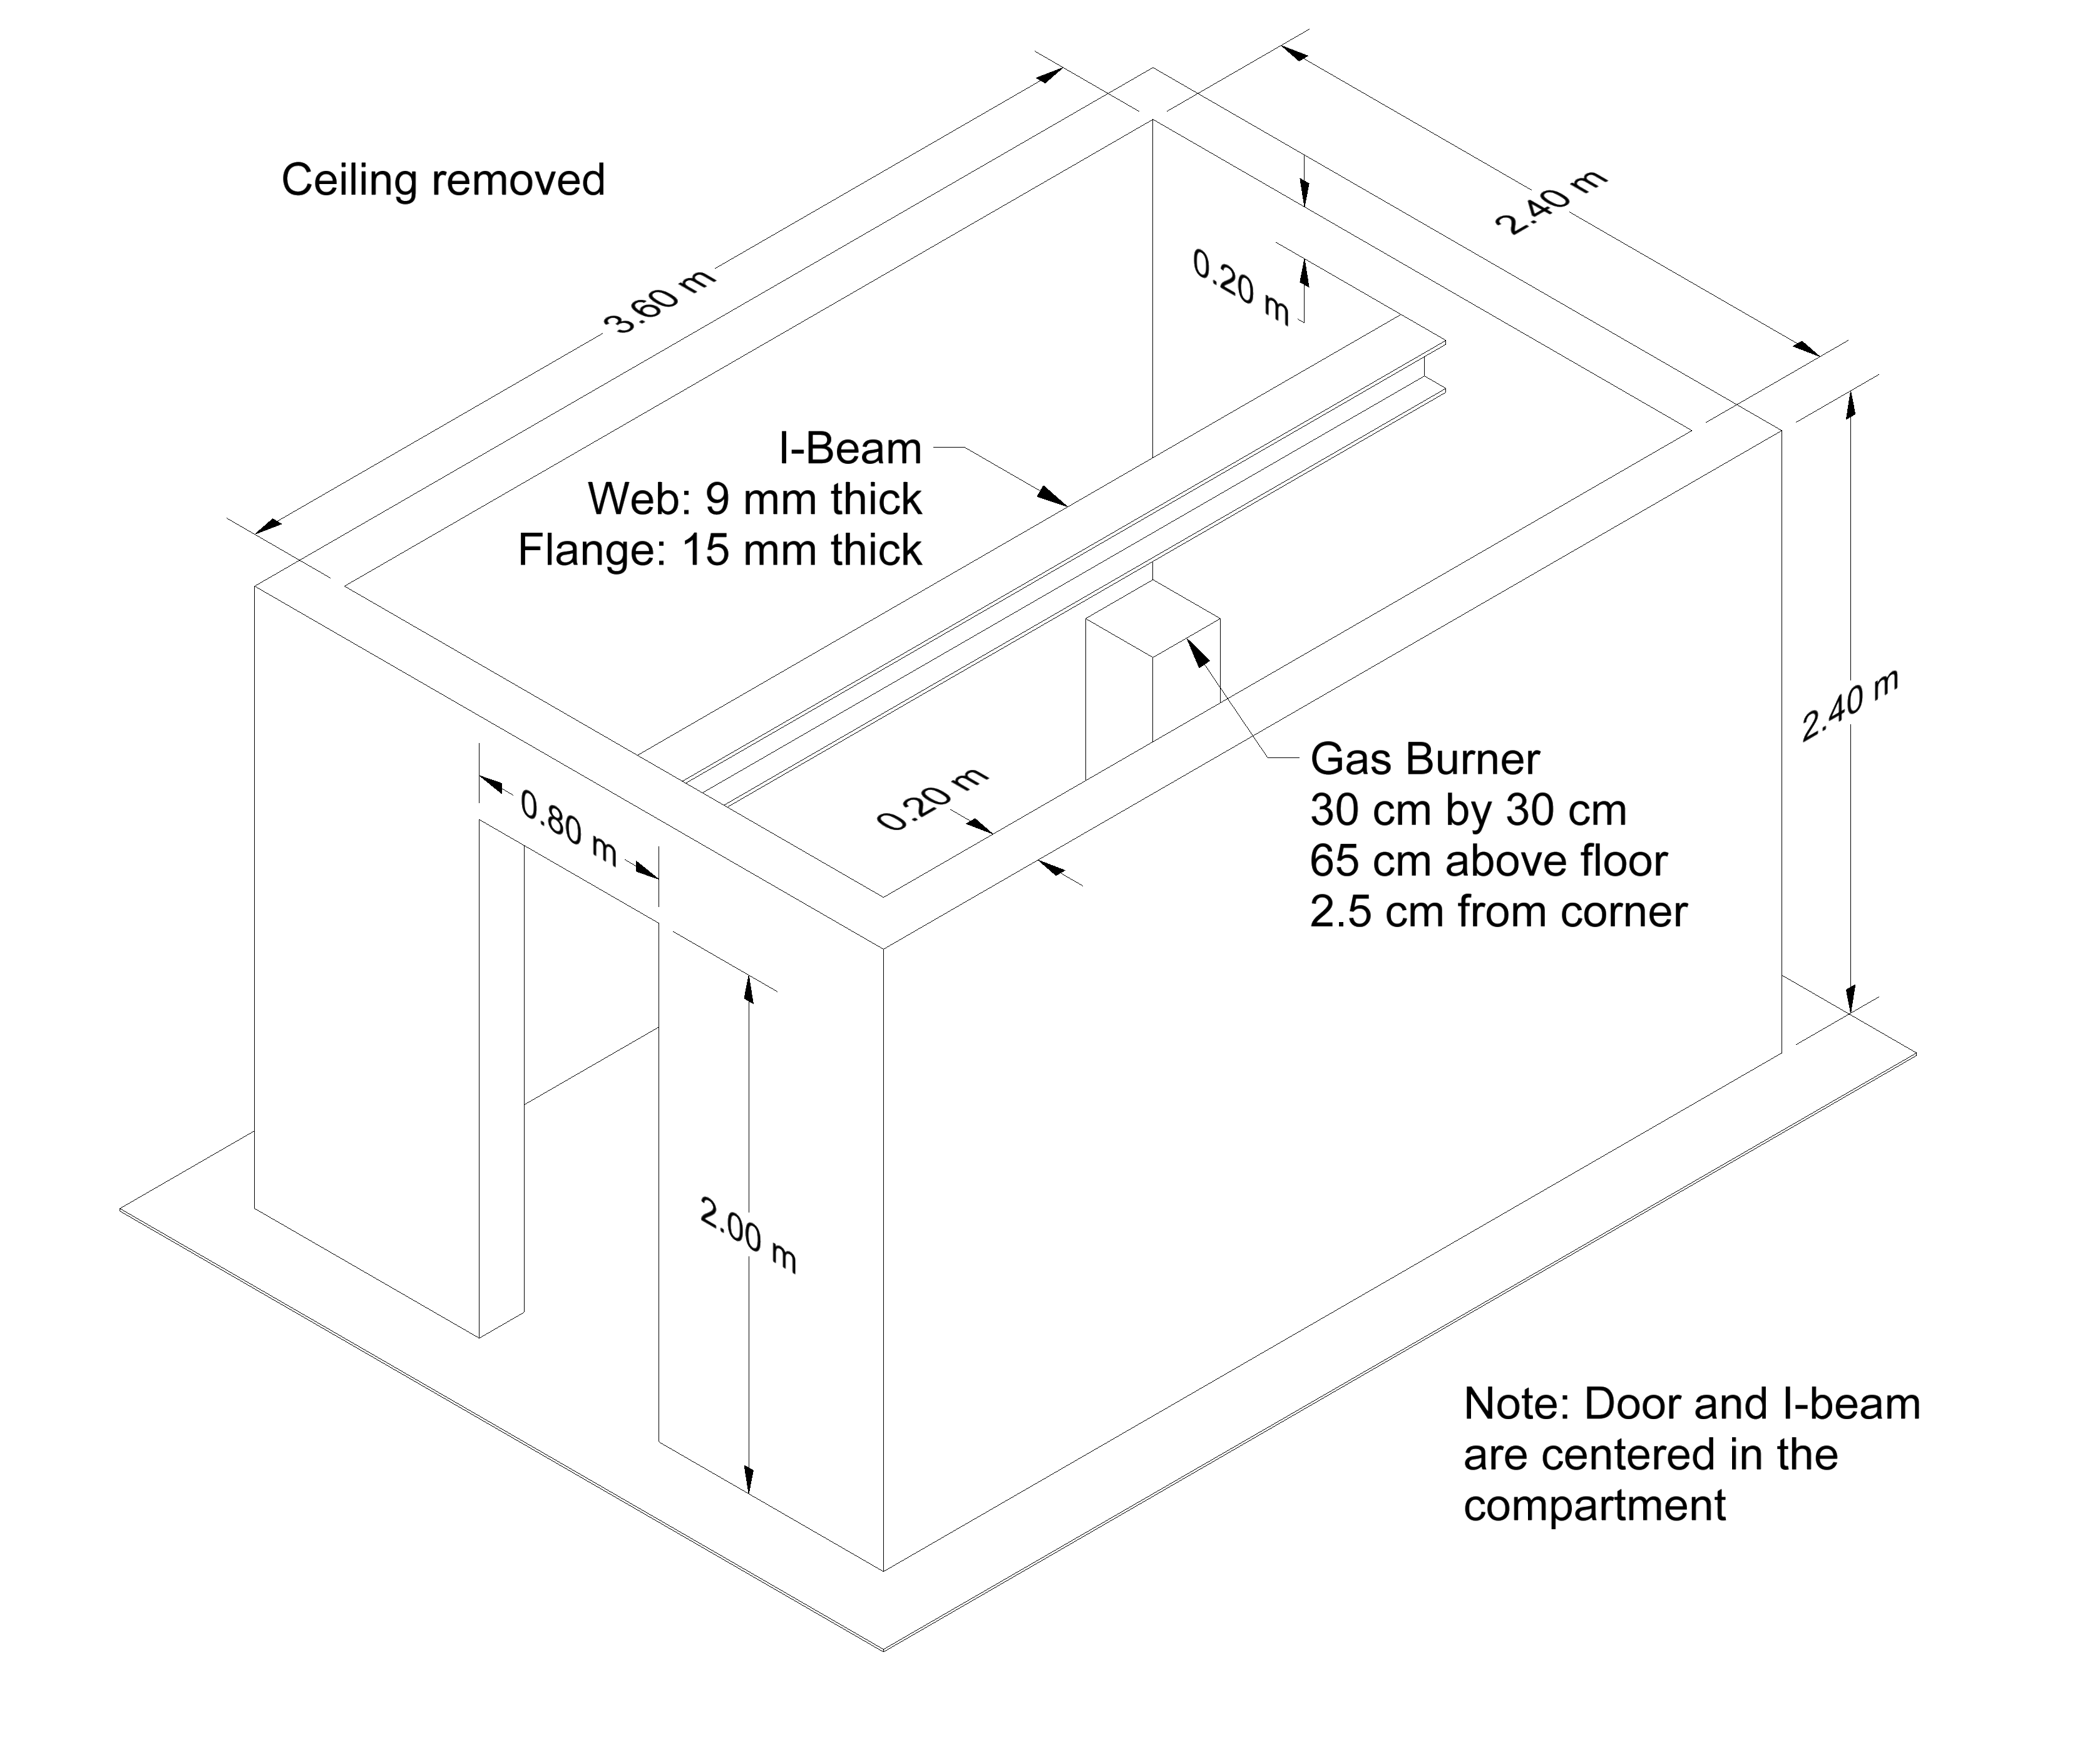 2.40 m
Ceiling removed
0.20 m
3.60 m
I-Beam
Web: 9 mm thick
Flange: 15 mm thick
2.40 m
0.80 m
0.20 m
Gas Burner
30 cm by 30 cm
65 cm above floor
2.5 cm from corner
2.00 m
Note: Door and I-beam
are centered in the
compartment